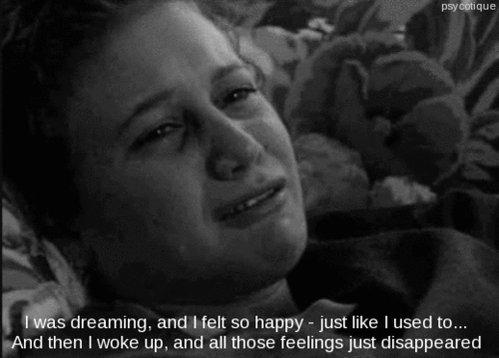 psycotique
I was dreaming, and I felt so happy - just like I used to...
And then I woke up, and all those feelings just disappeared